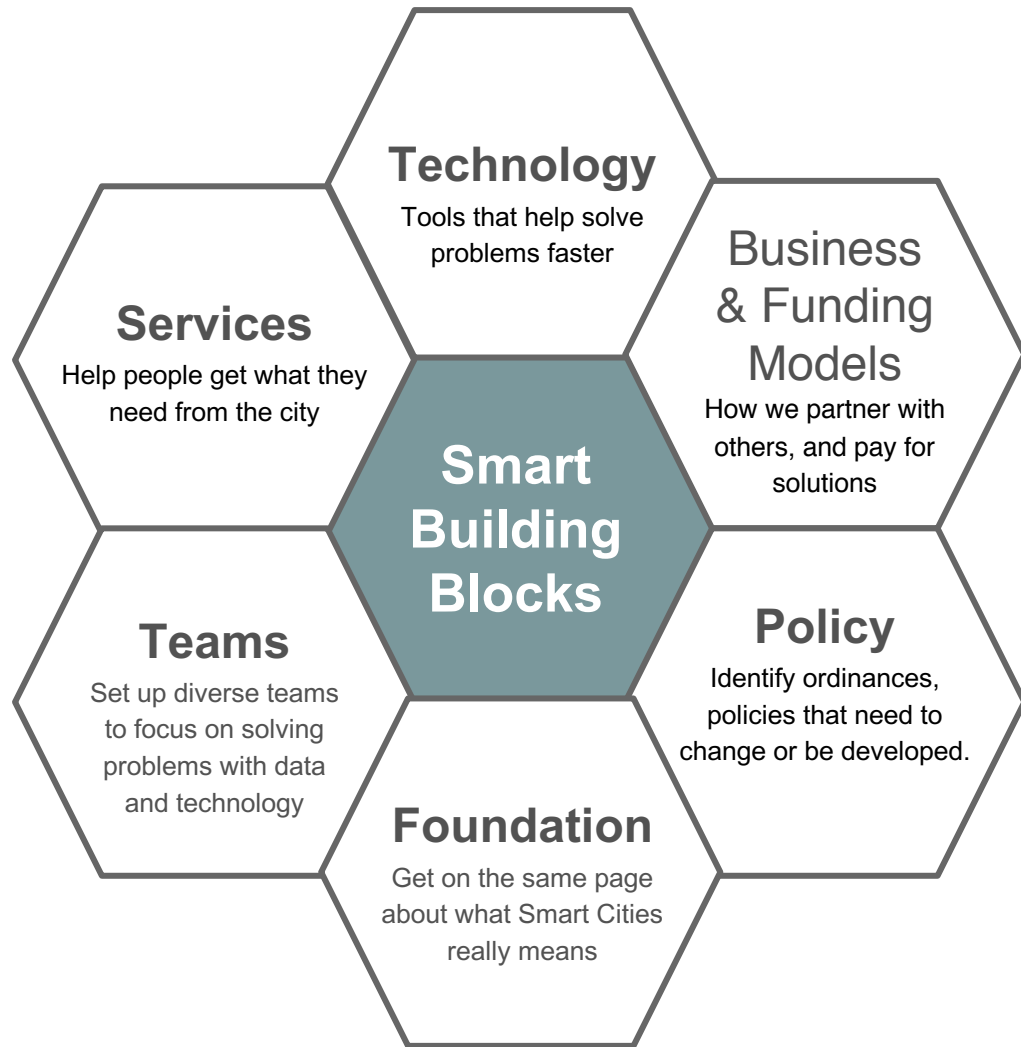 Technology
Tools that help solve
problems faster
Business
& Funding
Models
How we partner with
others, and pay for
solutions
Services
Help people get what they
need from the city
Smart
Building
Blocks
Policy
Identify ordinances,
policies that need to
change or be developed.
Teams
Set up diverse teams
to focus on solving
problems with data
and technology
Foundation
Get on the same page
about what Smart Cities
really means